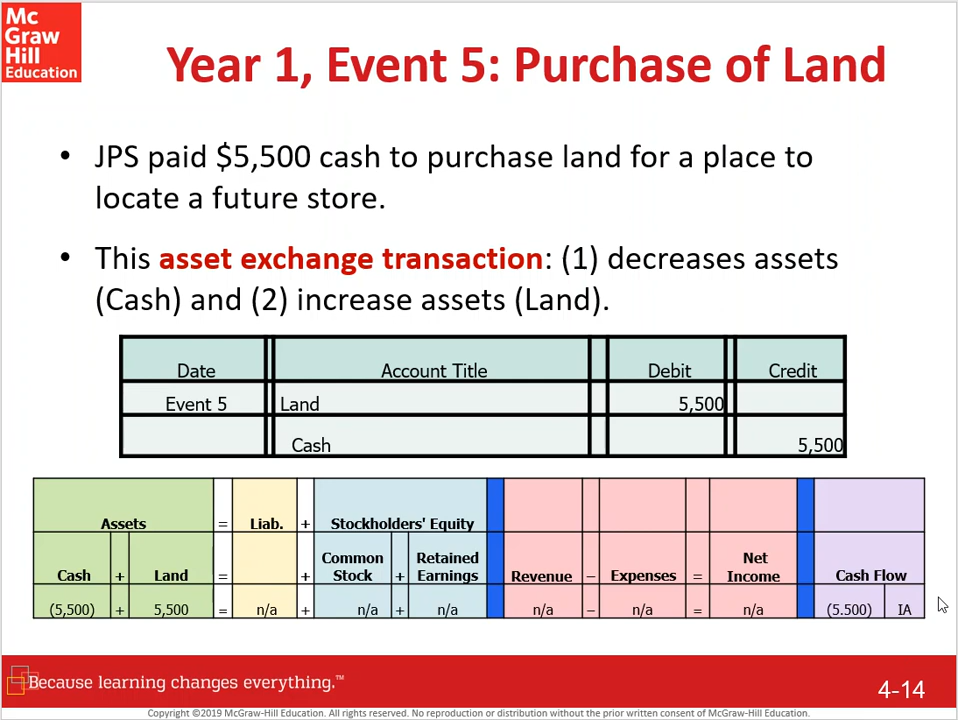 Mc
Graw
Hill
Education
Year 1, Event 5: Purchase of Land
• JPS paid $5,500 cash to purchase land for a place to
locate a future store.
• This asset exchange transaction: (1) decreases assets
(Cash) and (2) increase assets (Land).
Date Account Title Debit Credit
Event 5 Land 5,500
Cash 5,500
Assets = Liab. + Stockholders' Equity
Cash + Land = + Common Stock + Retained Earnings Revenue – Expenses = Net Income Cash Flow
(5,500) + 5,500 = n/a + n/a + n/a n/a – n/a = n/a (5.500) IA
Because learning changes everything.™
4-14
Copyright ©2019 McGraw-Hill Education. All rights reserved. No reproduction or distribution without the prior written consent of McGraw-Hill Education.